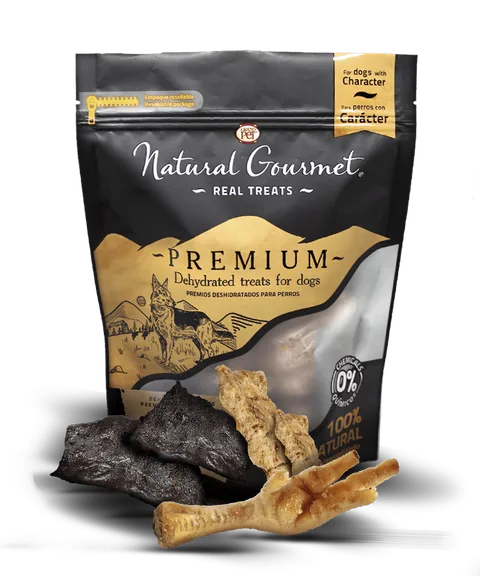 Empaque resellable
Resealable package
For dogs with
Character
Para perros con
Carácter
Pet
Natural Gourmet®
~ REAL TREATS ~
~PREMIUM~
Dehydrated treats for dogs
PREMIOS DESHIDRATADOS PARA PERROS
CHEMICALS
0%
QUÍMICOS
100%
NATURAL